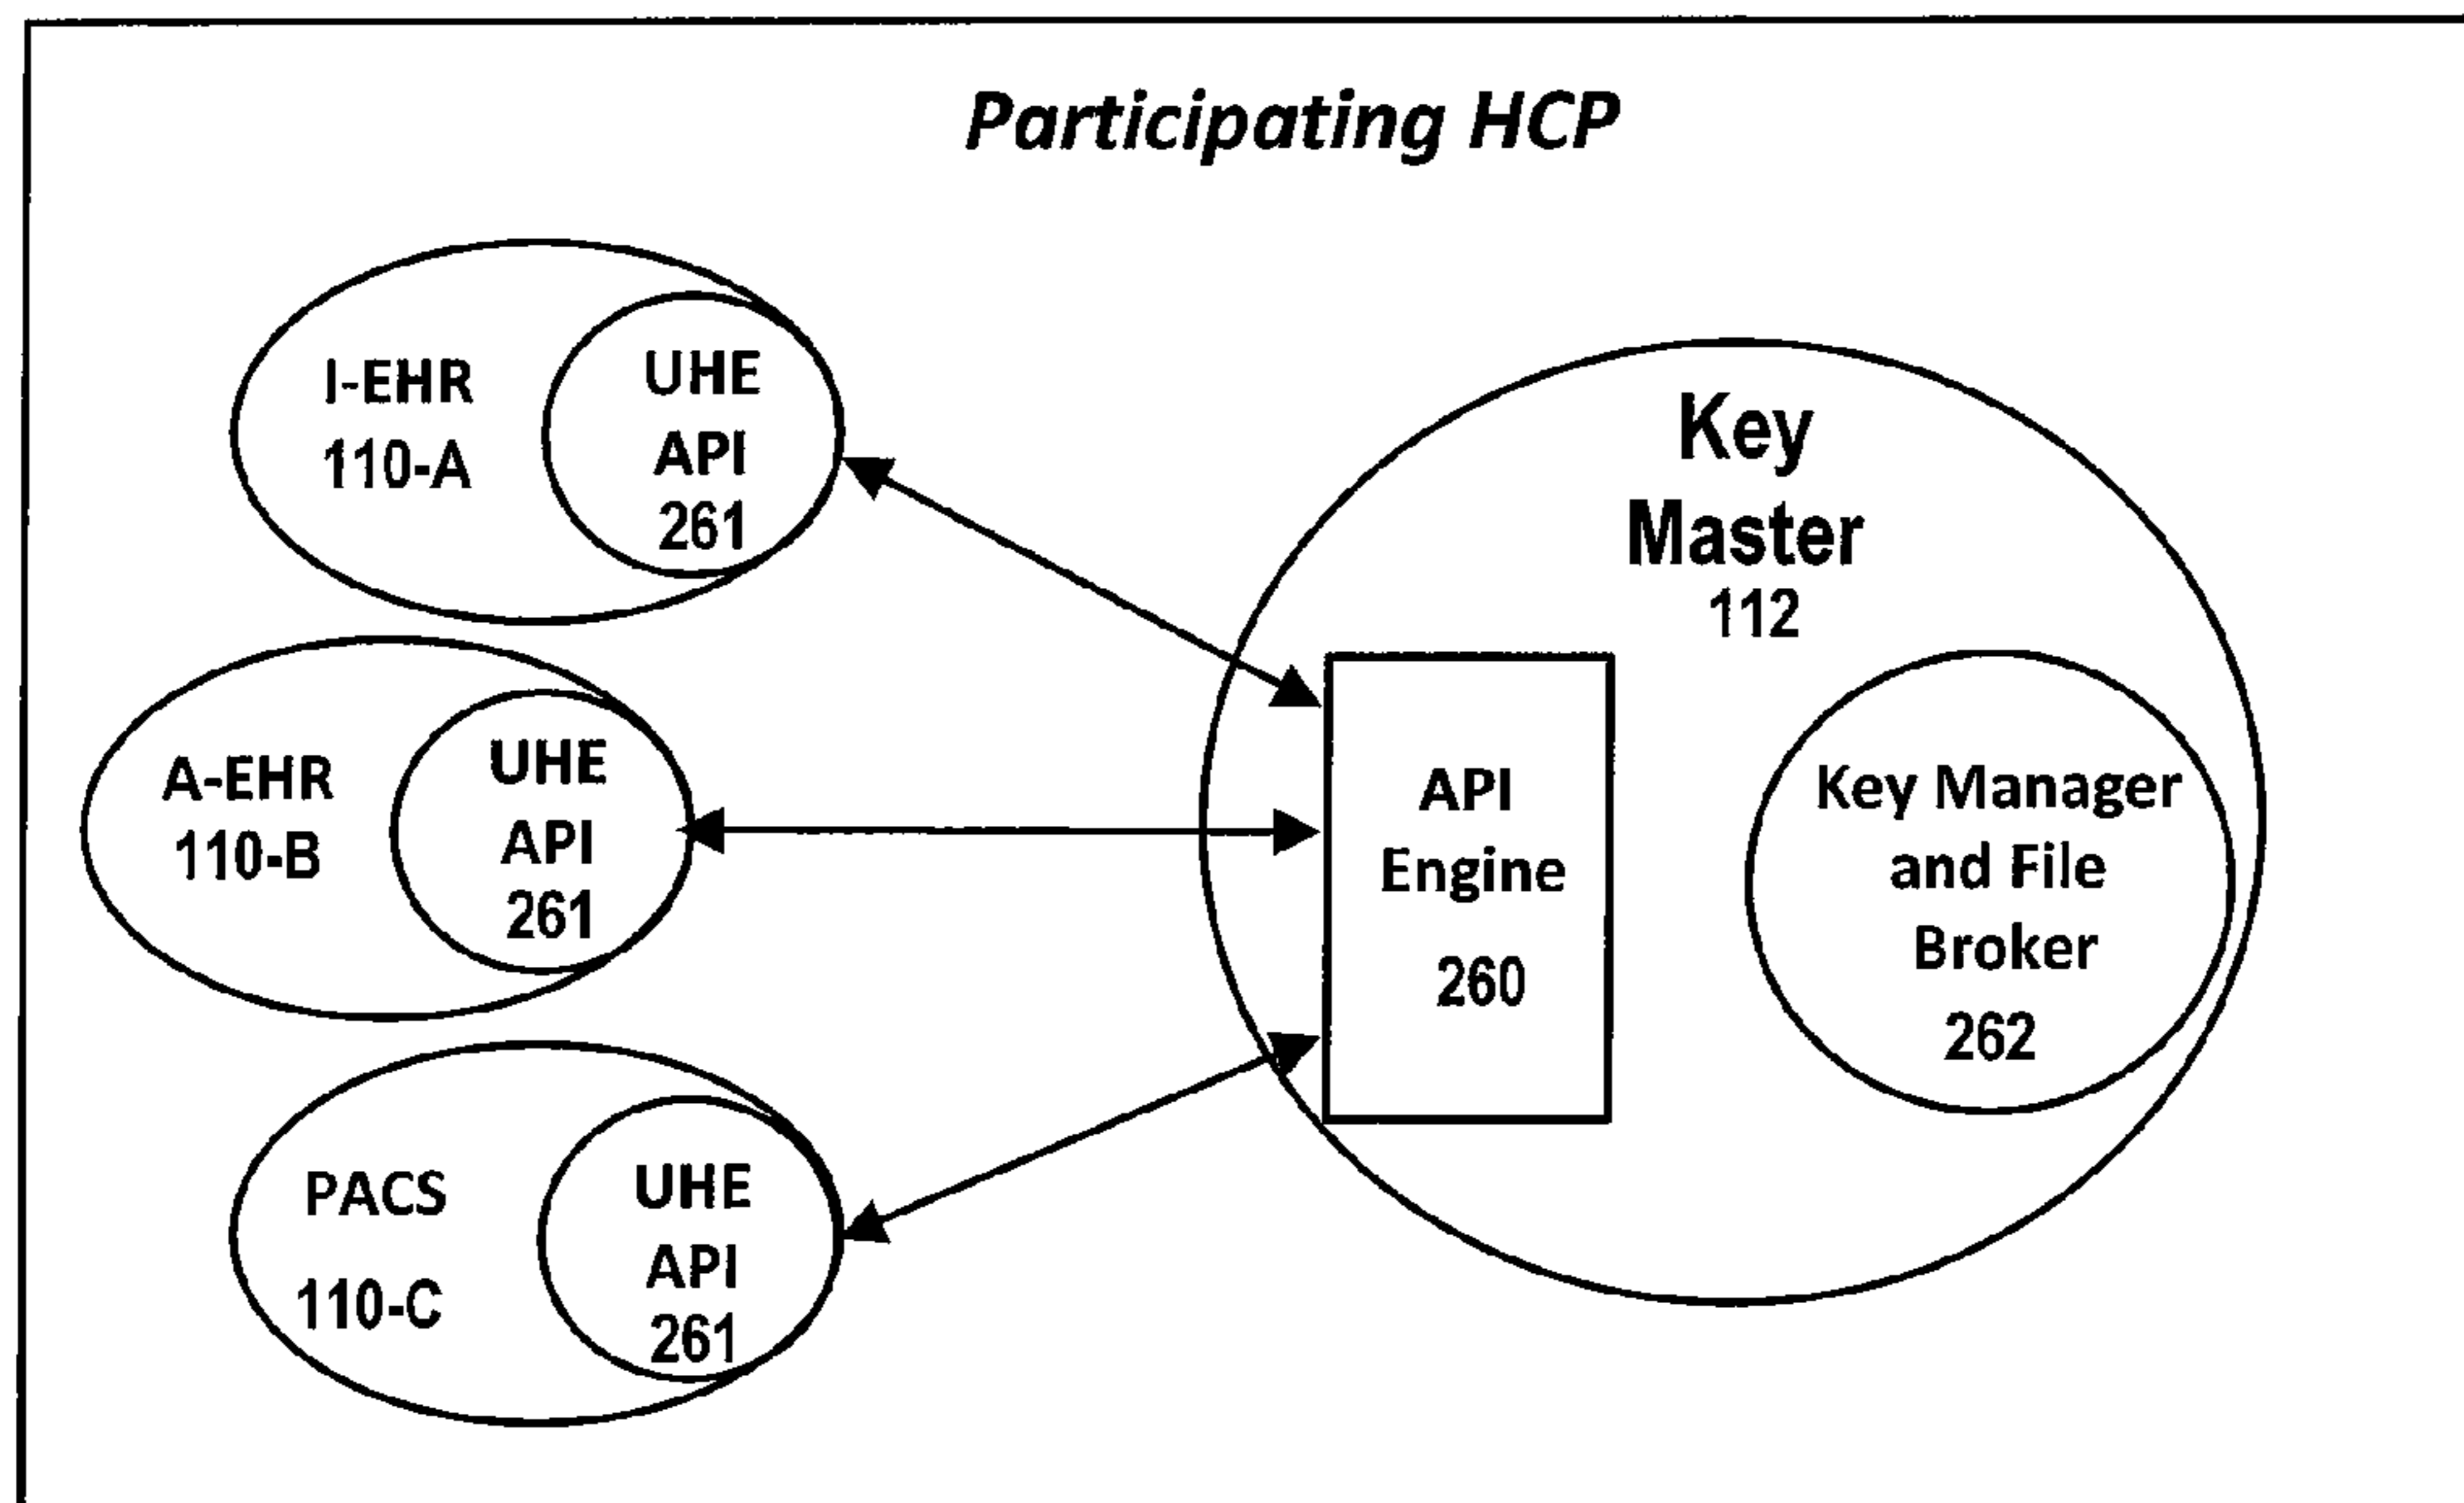 Participating HCP
I-EHR
110-A
UHE
API
261
A-EHR
110-B
UHE
API
261
PACS
110-C
UHE
API
261
Key
Master
112
API
Engine
260
Key Manager
and File
Broker
262